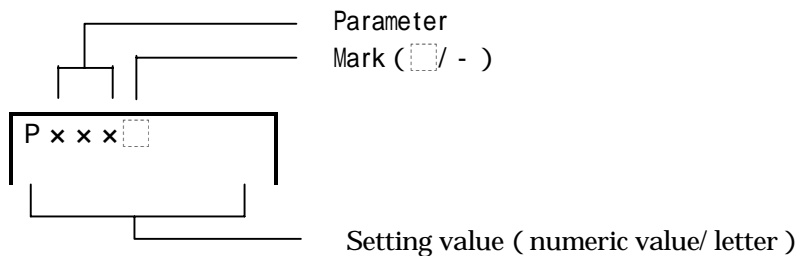 Parameter
Mark ( □ / - )
P × × × □
Setting value ( numeric value/ letter )